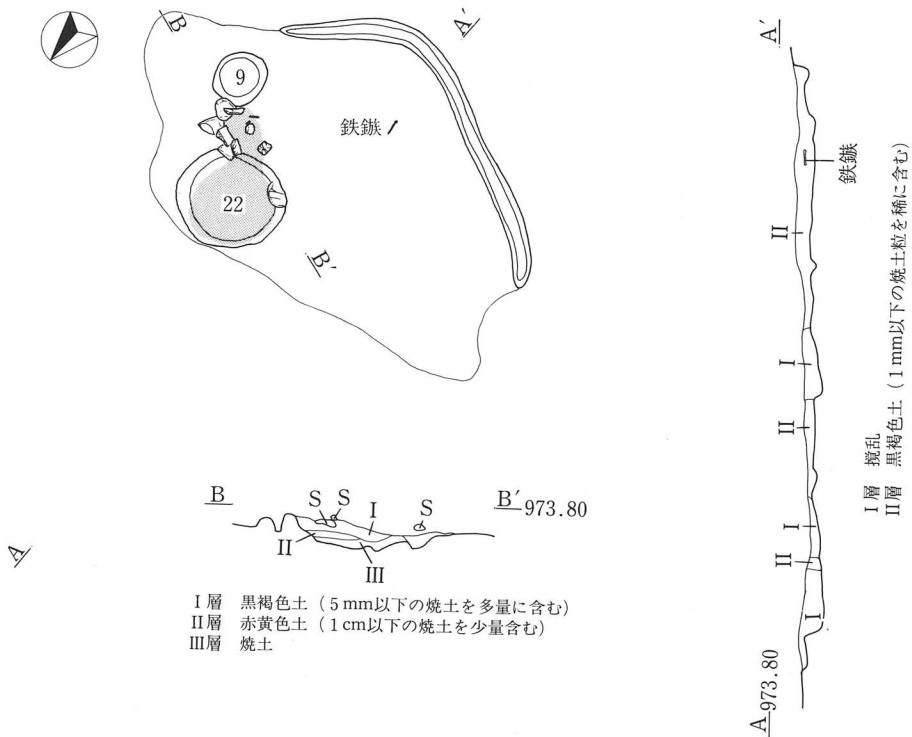 B
A′
9
鉄鏃
22
B′
A
B
S
S
I
S
B′ 973.80
II
III
I層 黒褐色土（5mm以下の焼土を多量に含む）
II層 赤黄色土（1cm以下の焼土を少量含む）
III層 焼土
A′
鉄鏃
II
I
II
I
II
I
A 973.80
I層 撹乱
II層 黒褐色土（1mm以下の焼土粒を稀に含む）